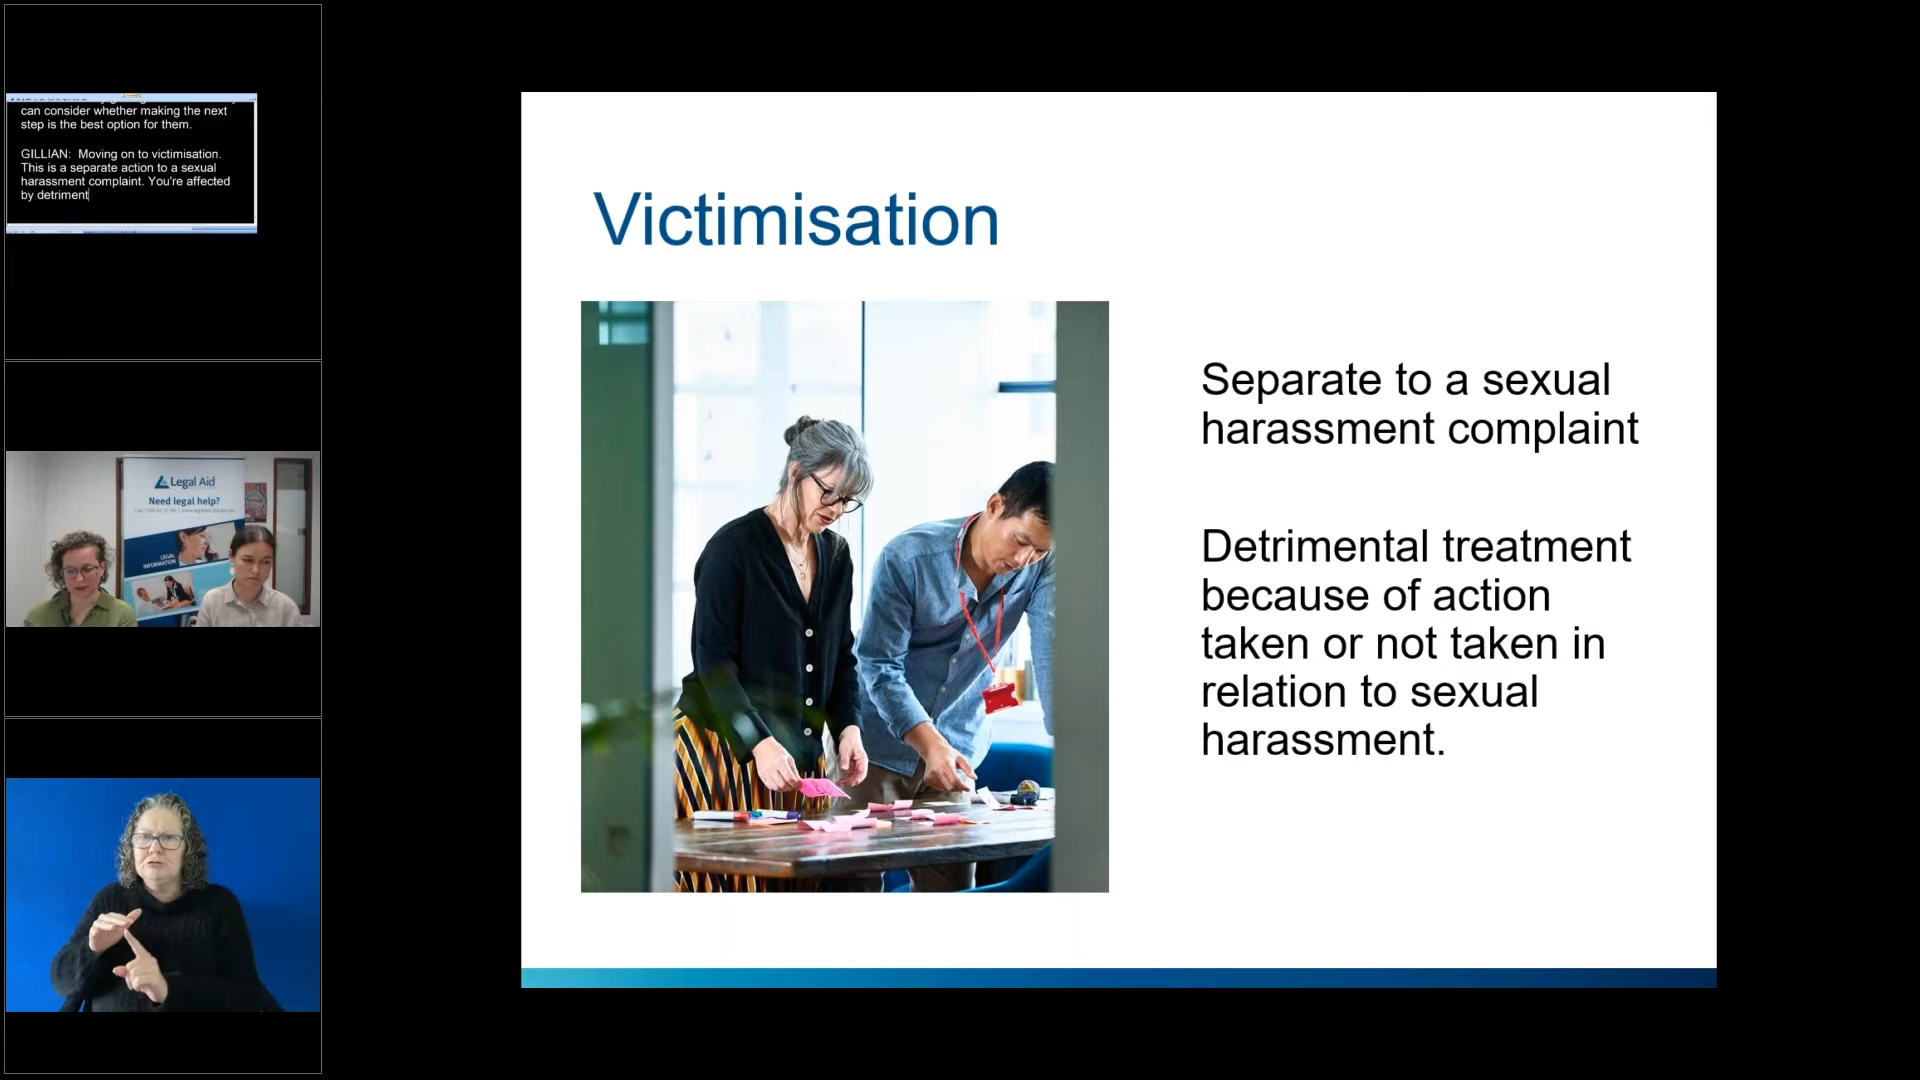 can consider whether making the next
step is the best option for them.
GILLIAN: Moving on to victimisation.
This is a separate action to a sexual
harassment complaint. You're affected
by detriment
Legal Aid
Need legal help?
LEGAL
INFORMATION
Victimisation
Separate to a sexual
harassment complaint
Detrimental treatment
because of action
taken or not taken in
relation to sexual
harassment.